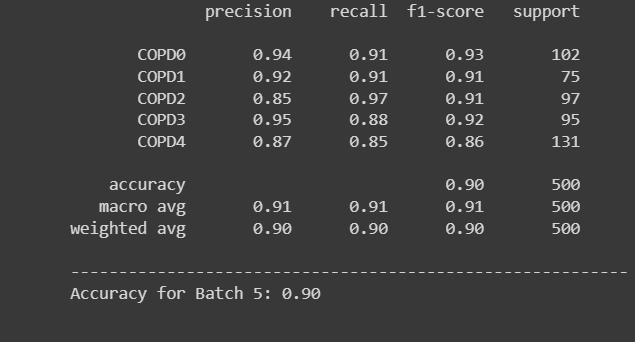 precision recall f1-score support
COPD0 0.94 0.91 0.93 102
COPD1 0.92 0.91 0.91 75
COPD2 0.85 0.97 0.91 97
COPD3 0.95 0.88 0.92 95
COPD4 0.87 0.85 0.86 131
accuracy 0.90 500
macro avg 0.91 0.91 0.91 500
weighted avg 0.90 0.90 0.90 500
----------------------------------------------------------
Accuracy for Batch 5: 0.90